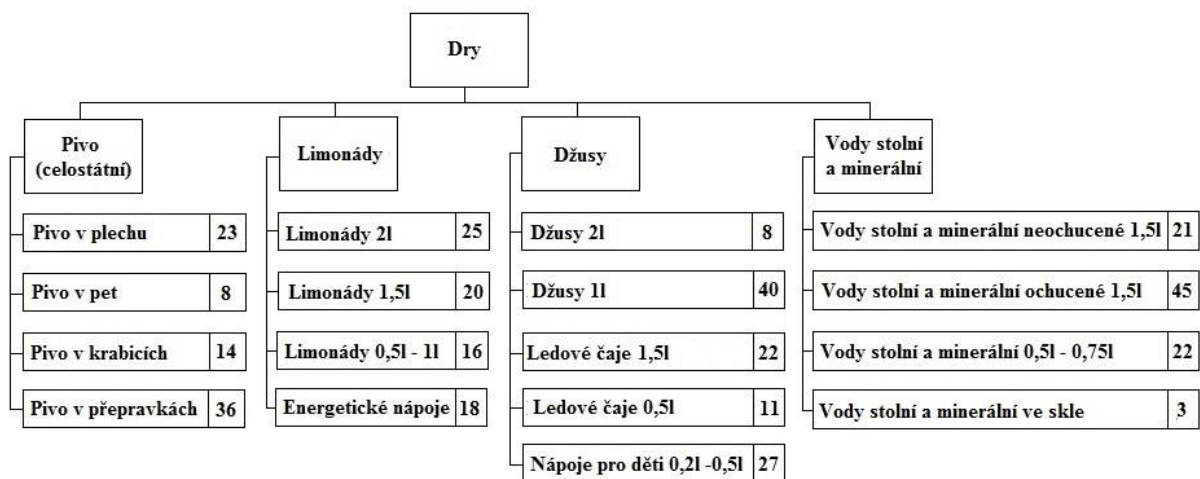 Dry
Pivo
(celostátní)
Pivo v plechu 23
Pivo v pet 8
Pivo v krabicích 14
Pivo v přepravkách 36
Limonády
Limonády 2l 25
Limonády 1,5l 20
Limonády 0,5l - 1l 16
Energetické nápoje 18
Džusy
Džusy 2l 8
Džusy 1l 40
Ledové čaje 1,5l 22
Ledové čaje 0,5l 11
Nápoje pro děti 0,2l -0,5l 27
Vody stolní
a minerální
Vody stolní a minerální neochucené 1,5l 21
Vody stolní a minerální ochucené 1,5l 45
Vody stolní a minerální 0,5l - 0,75l 22
Vody stolní a minerální ve skle 3